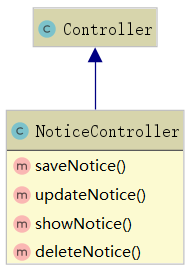 C Controller
C NoticeController
m saveNotice()
m updateNotice()
m showNotice()
m deleteNotice()